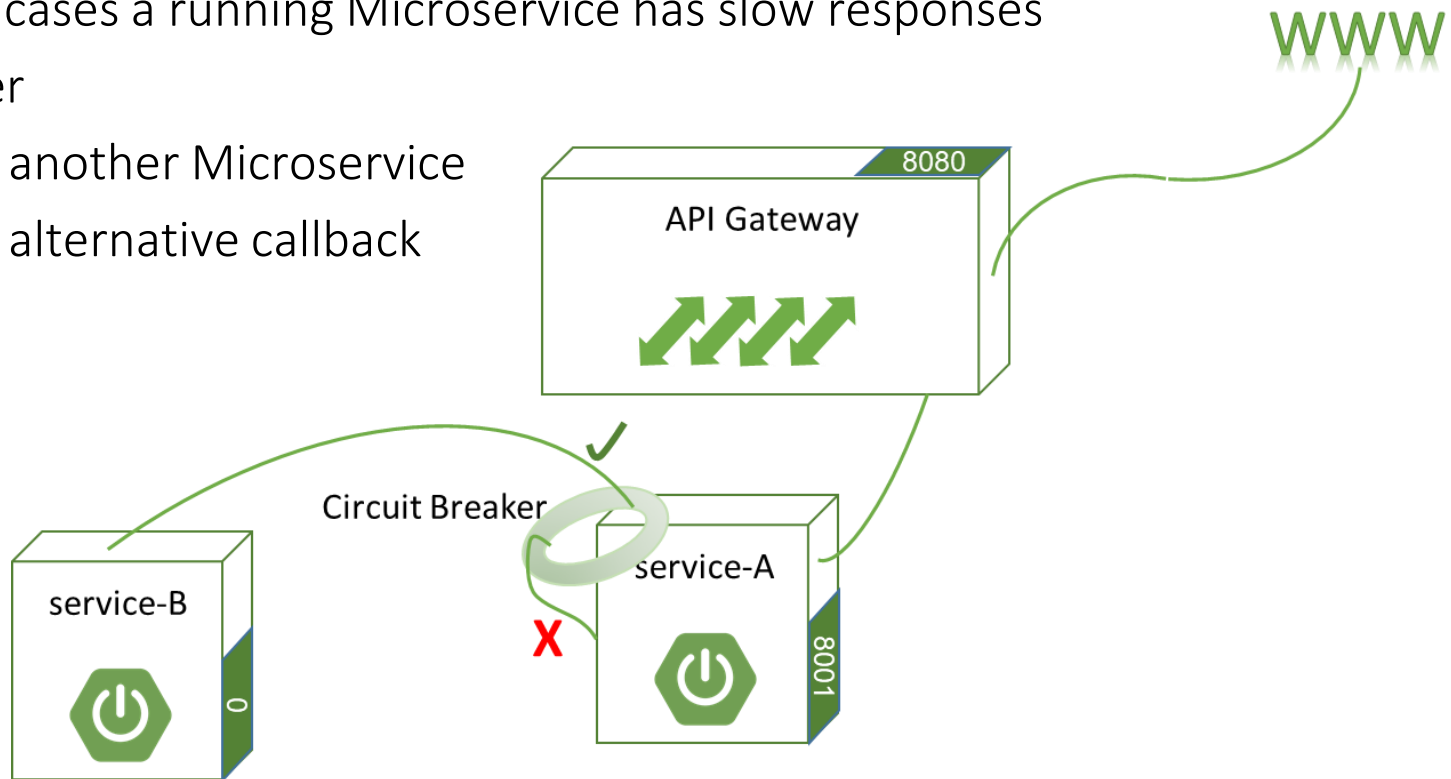 cases a running Microservice has slow responses
WWW
er
another Microservice
alternative callback
8080
API Gateway
Circuit Breaker
service-A
service-B
X
8001
0